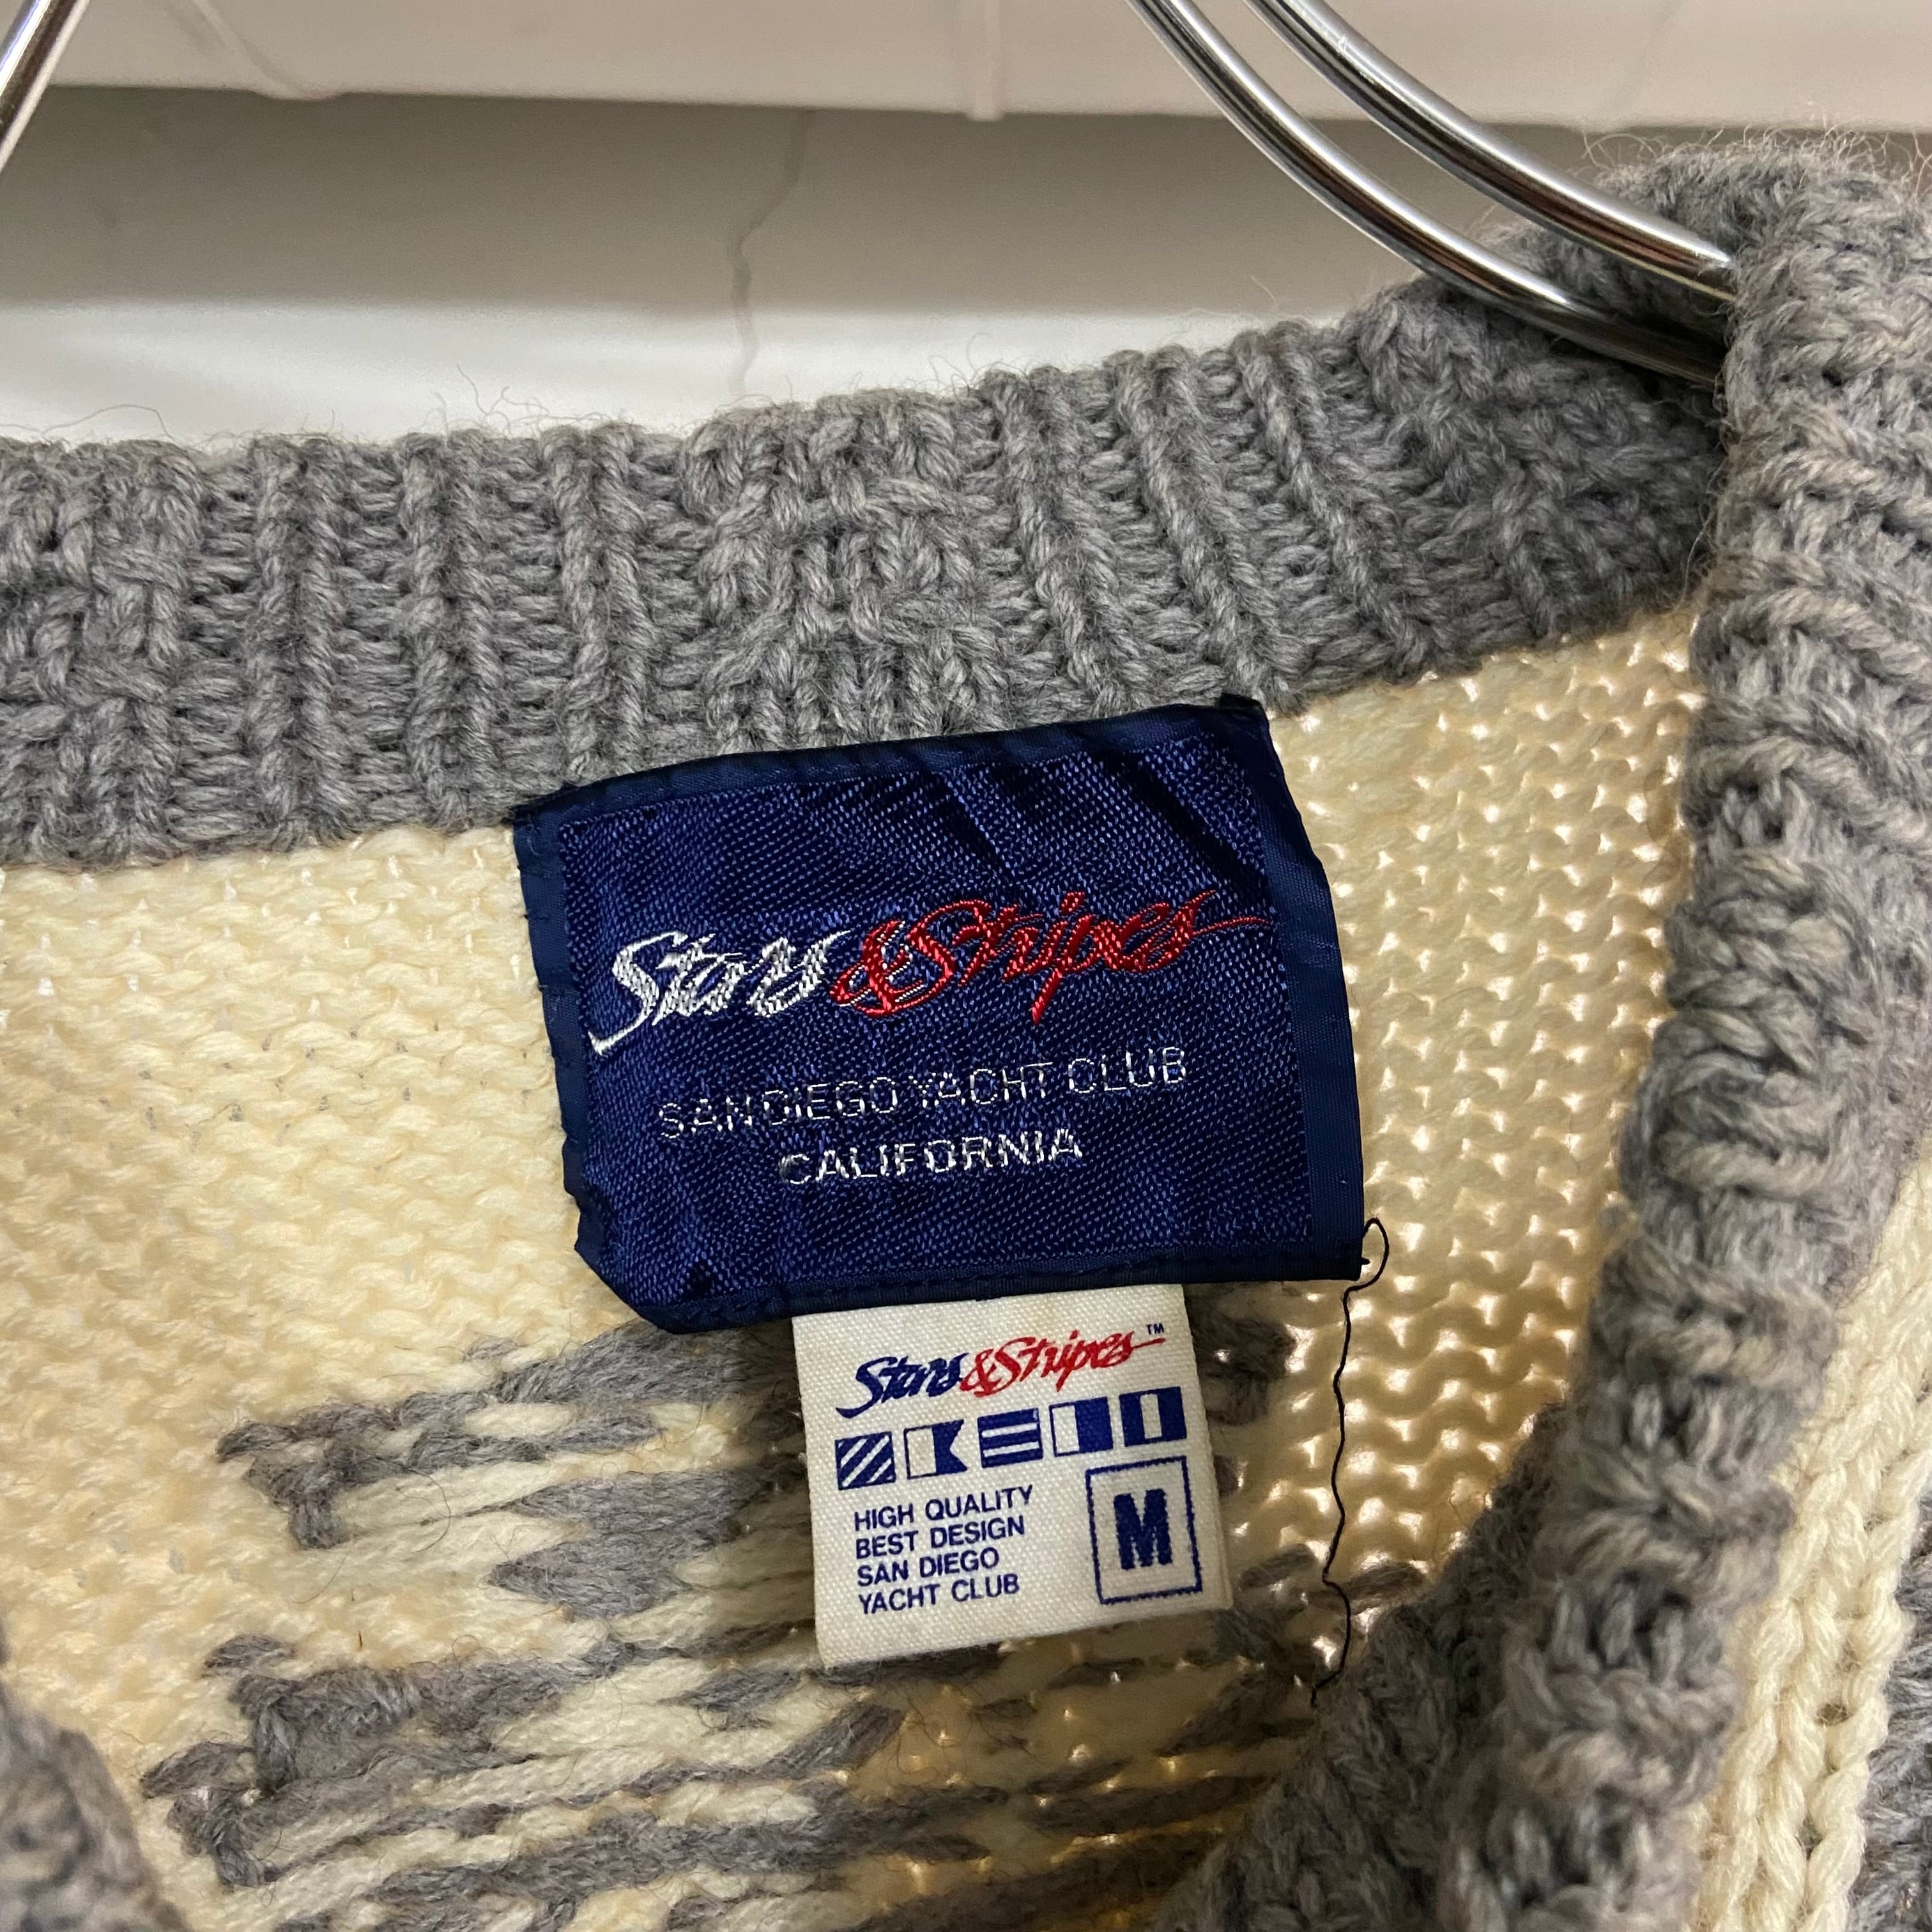 Stars & Stripes
SAN DIEGO YACHT CLUB
CALIFORNIA
Stars & Stripes™
HIGH QUALITY
BEST DESIGN
SAN DIEGO
YACHT CLUB
M